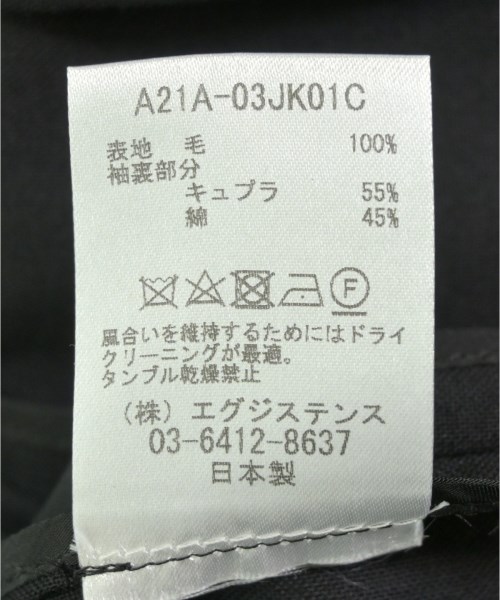 A21A-03JK01C
表地 毛 100%
袖裏部分
キュプラ 55%
綿 45%
F
風合いを維持するためにはドライ
クリーニングが最適。
タンブル乾燥禁止
(株) エグジステンス
03-6412-8637
日本製